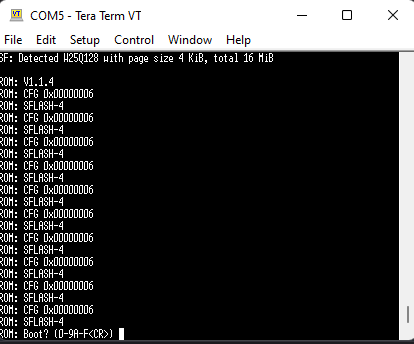 COM5 - Tera Term VT
File Edit Setup Control Window Help
SF: Detected W25Q128 with page size 4 KiB, total 16 MiB
ROM: V1.1.4
ROM: CFG 0x00000006
ROM: SFLASH-4
ROM: CFG 0x00000006
ROM: SFLASH-4
ROM: CFG 0x00000006
ROM: SFLASH-4
ROM: CFG 0x00000006
ROM: SFLASH-4
ROM: CFG 0x00000006
ROM: SFLASH-4
ROM: CFG 0x00000006
ROM: SFLASH-4
ROM: CFG 0x00000006
ROM: SFLASH-4
ROM: CFG 0x00000006
ROM: SFLASH-4
ROM: CFG 0x00000006
ROM: SFLASH-4
ROM: CFG 0x00000006
ROM: SFLASH-4
ROM: Boot? (0-9A-F<CR>)